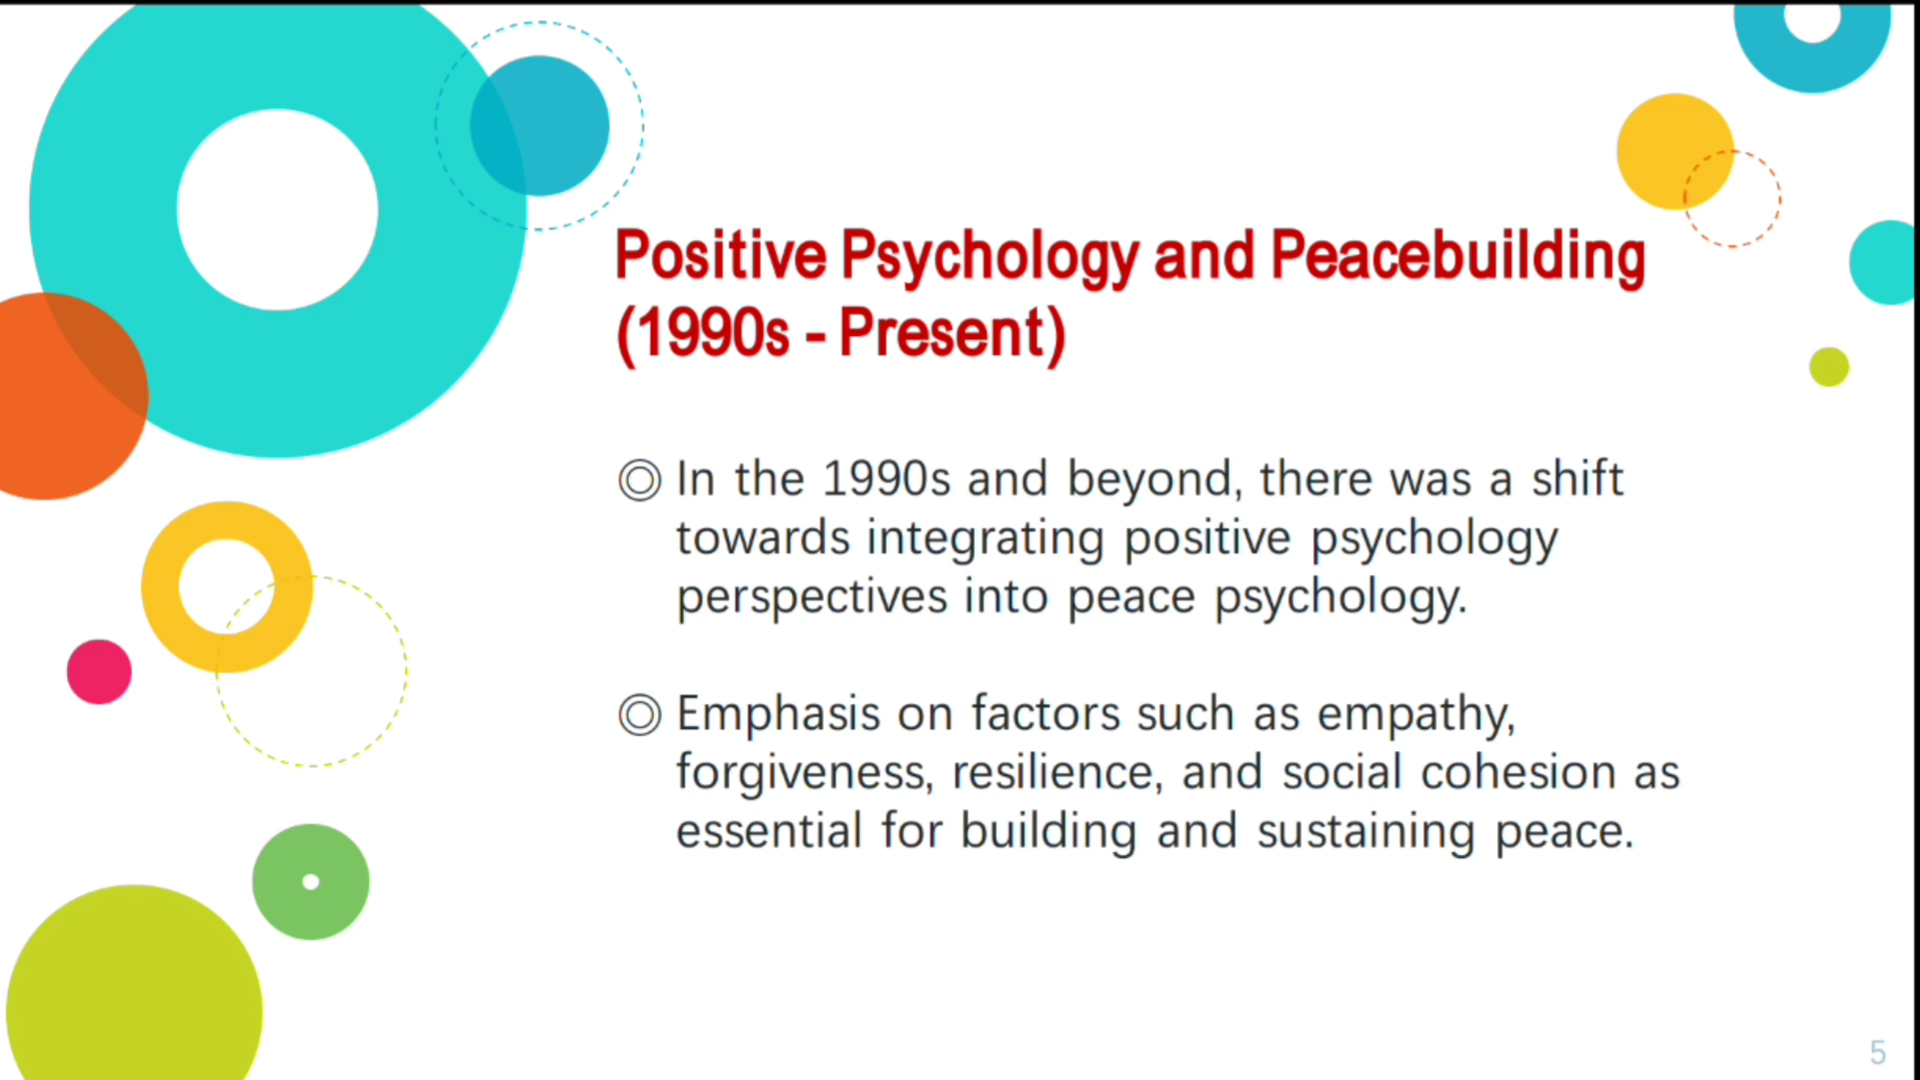 Positive Psychology and Peacebuilding
(1990s - Present)
◎ In the 1990s and beyond, there was a shift
towards integrating positive psychology
perspectives into peace psychology.
◎ Emphasis on factors such as empathy,
forgiveness, resilience, and social cohesion as
essential for building and sustaining peace.
5